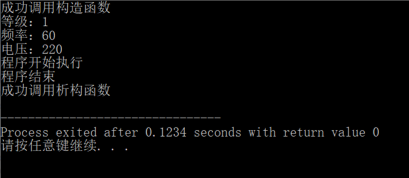 成功调用构造函数
等级：1
频率：60
电压：220
程序开始执行
程序结束
成功调用析构函数
--------------------------------
Process exited after 0.1234 seconds with return value 0
请按任意键继续. . .